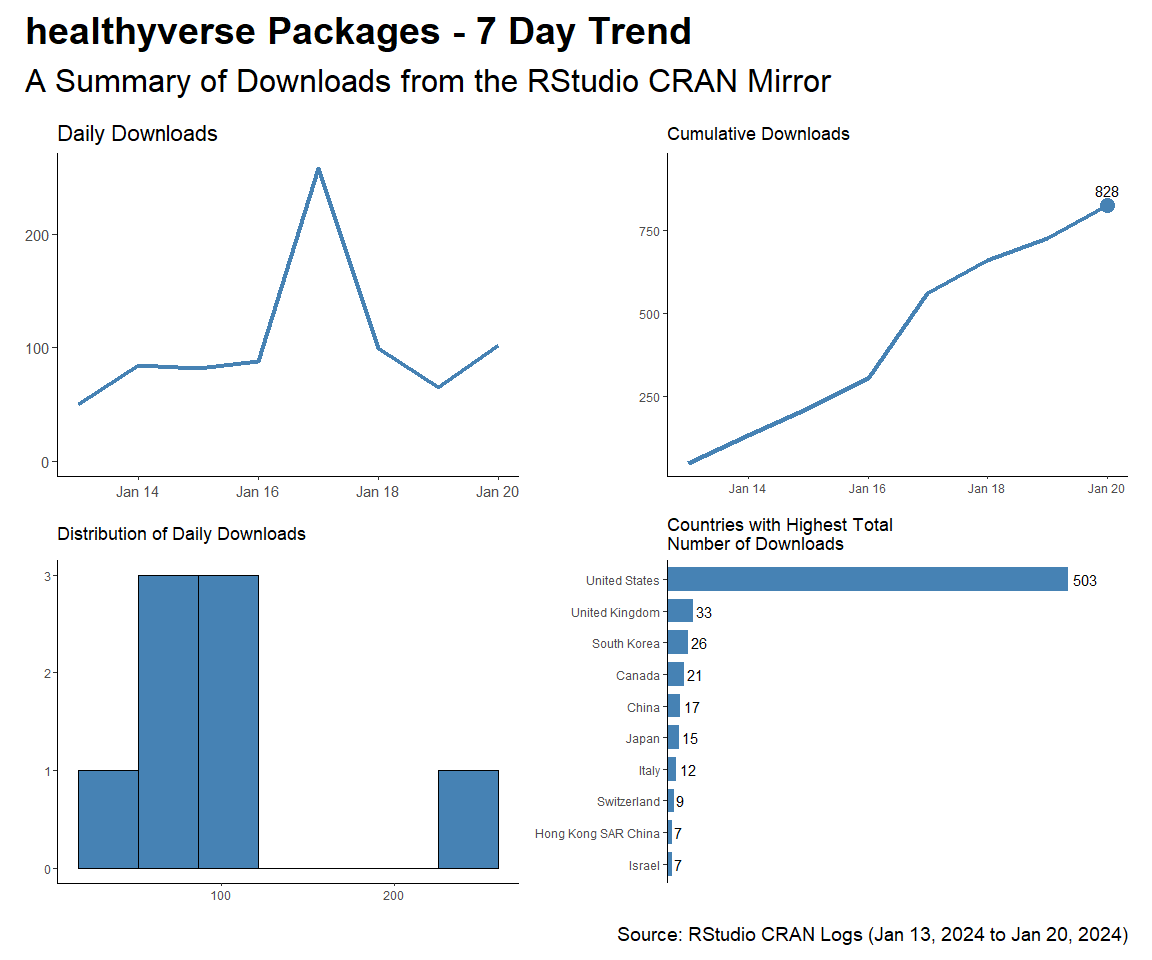 healthyverse Packages - 7 Day Trend
A Summary of Downloads from the RStudio CRAN Mirror
Daily Downloads
200
100
0
Jan 14 Jan 16 Jan 18 Jan 20
Cumulative Downloads
828
750
500
250
Jan 14 Jan 16 Jan 18 Jan 20
Distribution of Daily Downloads
3
2
1
0
100 200
Countries with Highest Total
Number of Downloads
United States 503
United Kingdom 33
South Korea 26
Canada 21
China 17
Japan 15
Italy 12
Switzerland 9
Hong Kong SAR China 7
Israel 7
Source: RStudio CRAN Logs (Jan 13, 2024 to Jan 20, 2024)